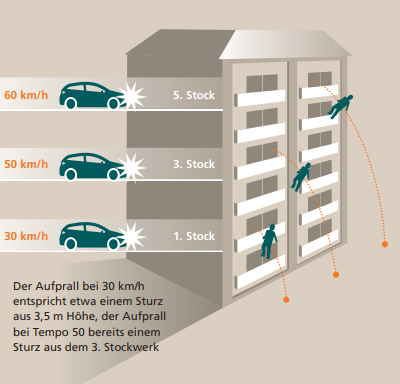 60 km/h 5. Stock
50 km/h 3. Stock
30 km/h 1. Stock
Der Aufprall bei 30 km/h
entspricht etwa einem Sturz
aus 3,5 m Höhe, der Aufprall
bei Tempo 50 bereits einem
Sturz aus dem 3. Stockwerk